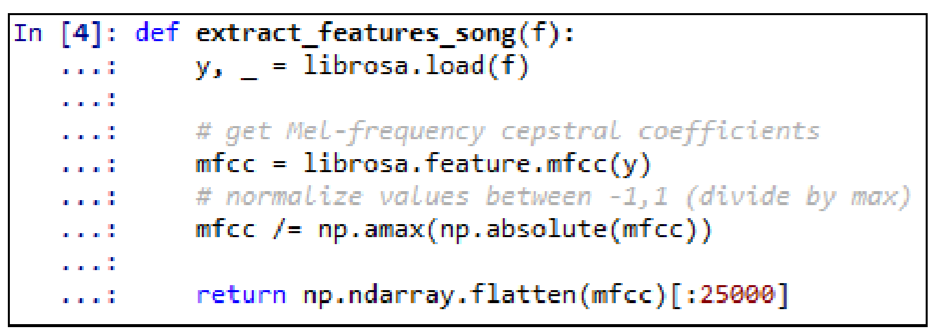 In [4]: def extract_features_song(f):
   ...:     y, _ = librosa.load(f)
   ...:
   ...:     # get Mel-frequency cepstral coefficients
   ...:     mfcc = librosa.feature.mfcc(y)
   ...:     # normalize values between -1,1 (divide by max)
   ...:     mfcc /= np.amax(np.absolute(mfcc))
   ...:
   ...:     return np.ndarray.flatten(mfcc)[:25000]